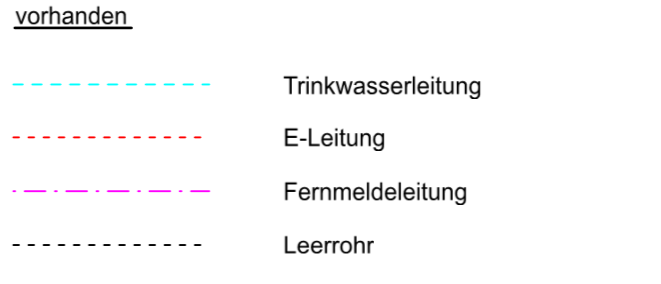 vorhanden
Trinkwasserleitung
E-Leitung
Fernmeldeleitung
Leerrohr